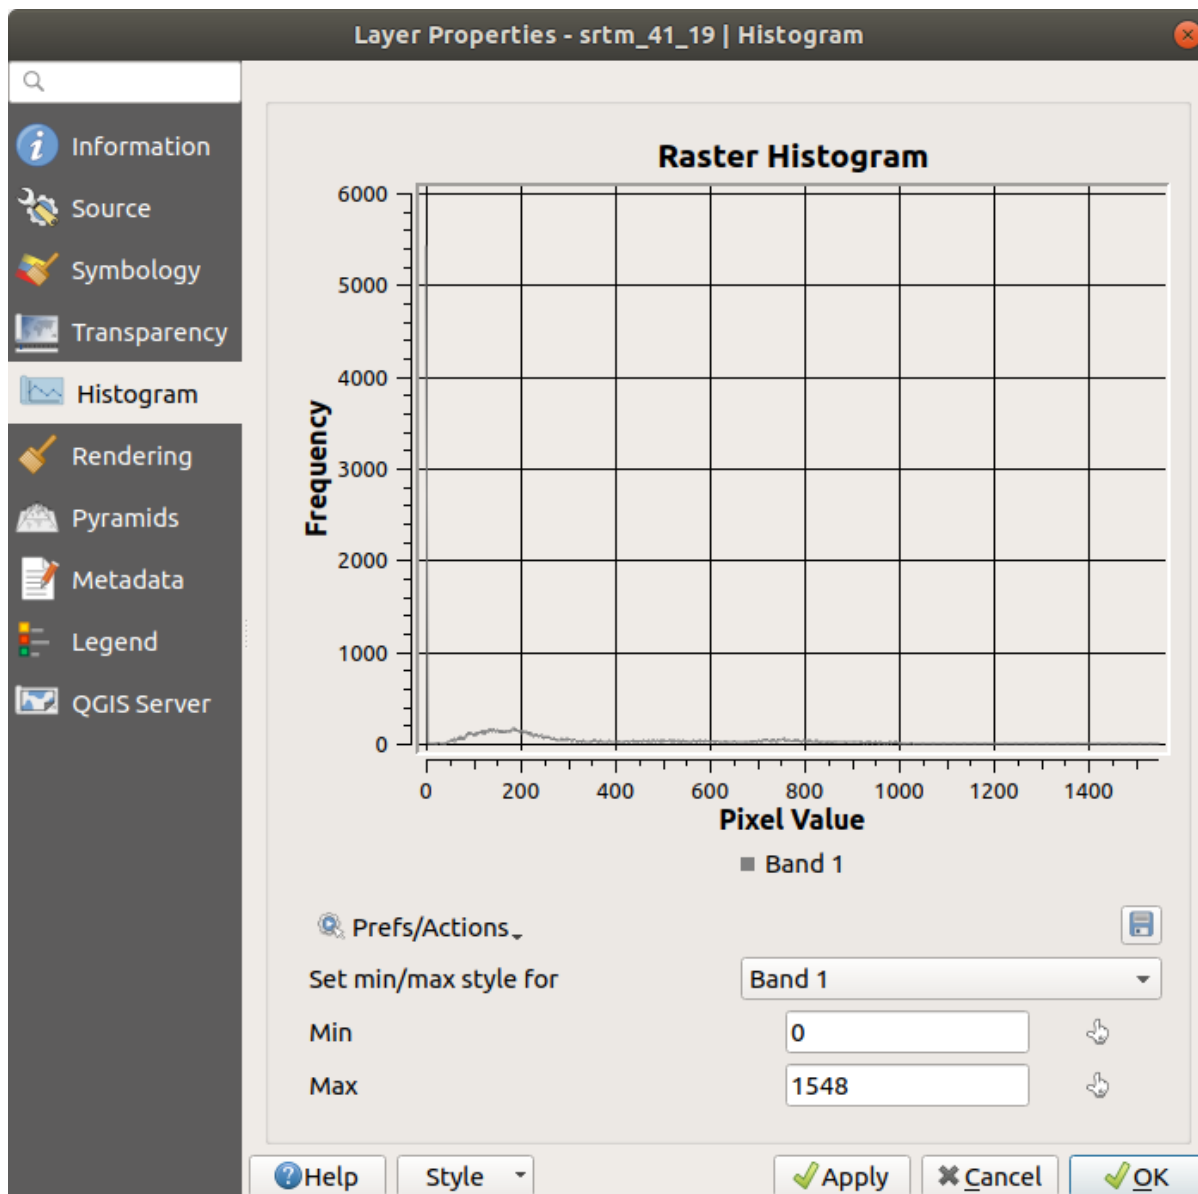 Layer Properties - srtm_41_19 | Histogram
Information
Source
Symbology
Transparency
Histogram
Rendering
Pyramids
Metadata
Legend
QGIS Server
Raster Histogram
Frequency
6000
5000
4000
3000
2000
1000
0
0 200 400 600 800 1000 1200 1400
Pixel Value
Band 1
Prefs/Actions
Set min/max style for Band 1
Min 0
Max 1548
Help Style Apply Cancel OK